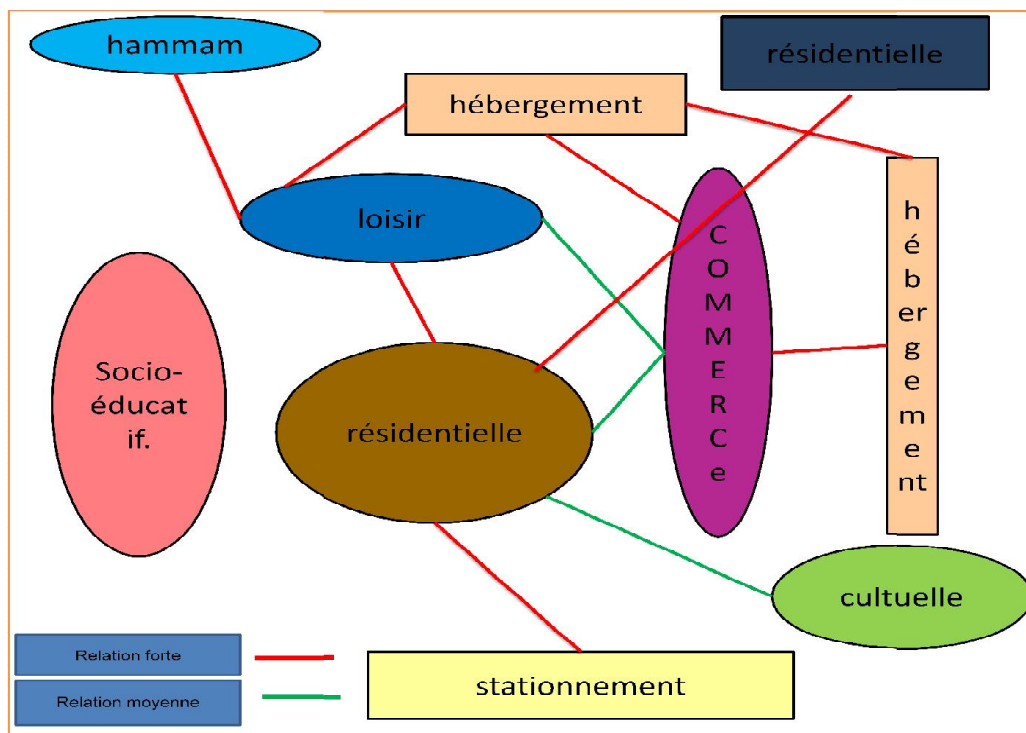 hammam
résidentielle
hébergement
loisir
C
O
M
M
E
R
C
e
h
é
b
er
g
e
m
e
nt
Socio-
éducat
if.
résidentielle
cultuelle
Relation forte
Relation moyenne
stationnement